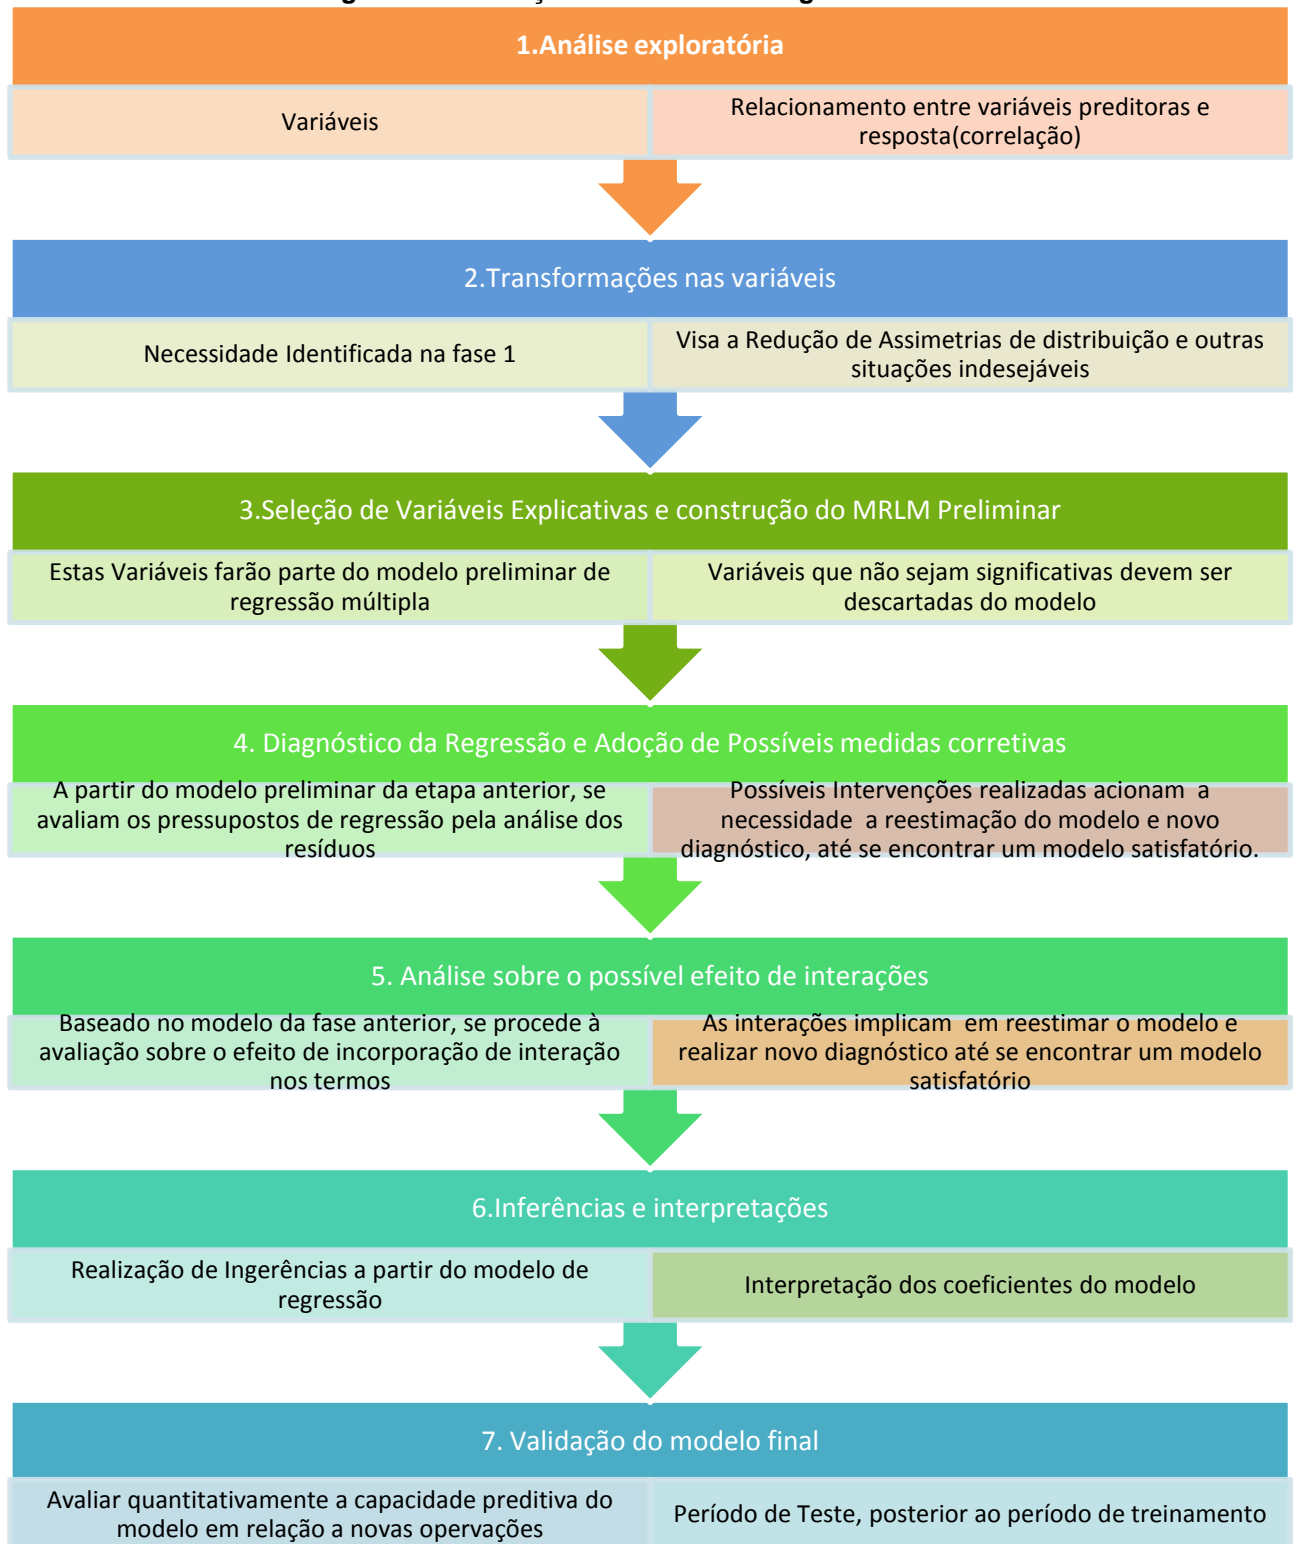 1.Análise exploratória
Variáveis
Relacionamento entre variáveis preditoras e
resposta(correlação)
2.Transformações nas variáveis
Necessidade Identificada na fase 1
Visa a Redução de Assimetrias de distribuição e outras
situações indesejáveis
3.Seleção de Variáveis Explicativas e construção do MRLM Preliminar
Estas Variáveis farão parte do modelo preliminar de
regressão múltipla
Variáveis que não sejam significativas devem ser
descartadas do modelo
4. Diagnóstico da Regressão e Adoção de Possíveis medidas corretivas
A partir do modelo preliminar da etapa anterior, se
avaliam os pressupostos de regressão pela análise dos
resíduos
Possíveis Intervenções realizadas acionam  a
necessidade  a reestimação do modelo e novo
diagnóstico, até se encontrar um modelo satisfatório.
5. Análise sobre o possível efeito de interações
Baseado no modelo da fase anterior, se procede à
avaliação sobre o efeito de incorporação de interação
nos termos
As interações implicam  em reestimar o modelo e
realizar novo diagnóstico até se encontrar um modelo
satisfatório
6.Inferências e interpretações
Realização de Ingerências a partir do modelo de
regressão
Interpretação dos coeficientes do modelo
7. Validação do modelo final
Avaliar quantitativamente a capacidade preditiva do
modelo em relação a novas opervações
Período de Teste, posterior ao período de treinamento